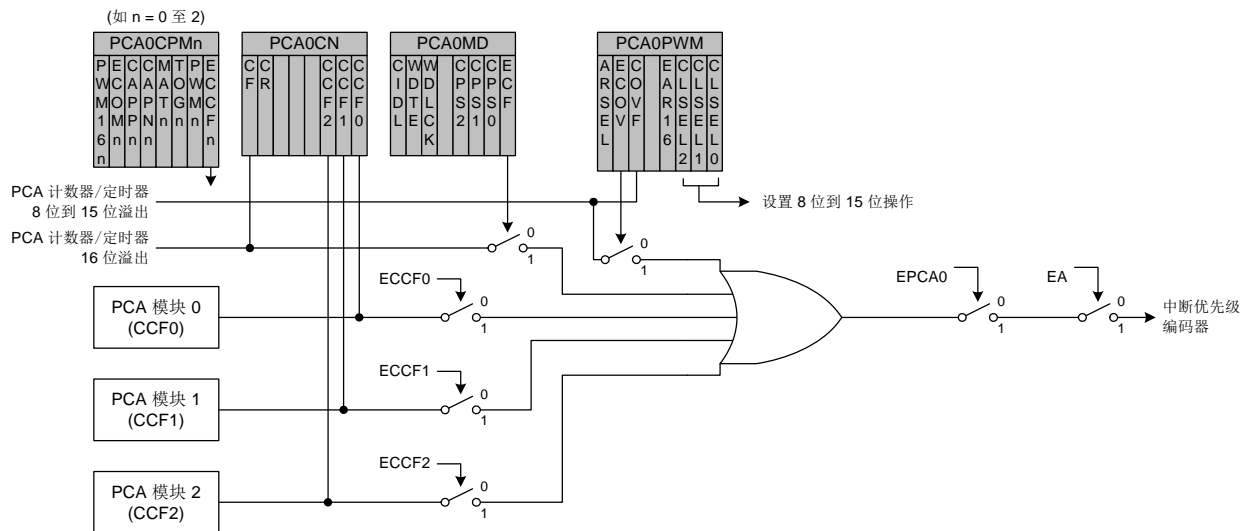 (如 n = 0 至 2)
PCA0CPMn
PWM16n
ECOMn
CAPPn
CAPNn
MATn
TOGn
PWMn
ECCFn
PCA0CN
CF
CR
CCF2
CCF1
CCF0
PCA0MD
CIDL
WDTE
WDLCK
CPS2
CPS1
CPS0
ECF
PCA0PWM
ARSEL
ECOV
COVF
EAR16
CLSEL2
CLSEL1
CLSEL0
PCA 计数器/定时器
8 位到 15 位溢出
设置 8 位到 15 位操作
PCA 计数器/定时器
16 位溢出
0
1
0
1
PCA 模块 0
(CCF0)
ECCF0
0
1
EPCA0
0
1
EA
0
1
中断优先级
编码器
PCA 模块 1
(CCF1)
ECCF1
0
1
PCA 模块 2
(CCF2)
ECCF2
0
1